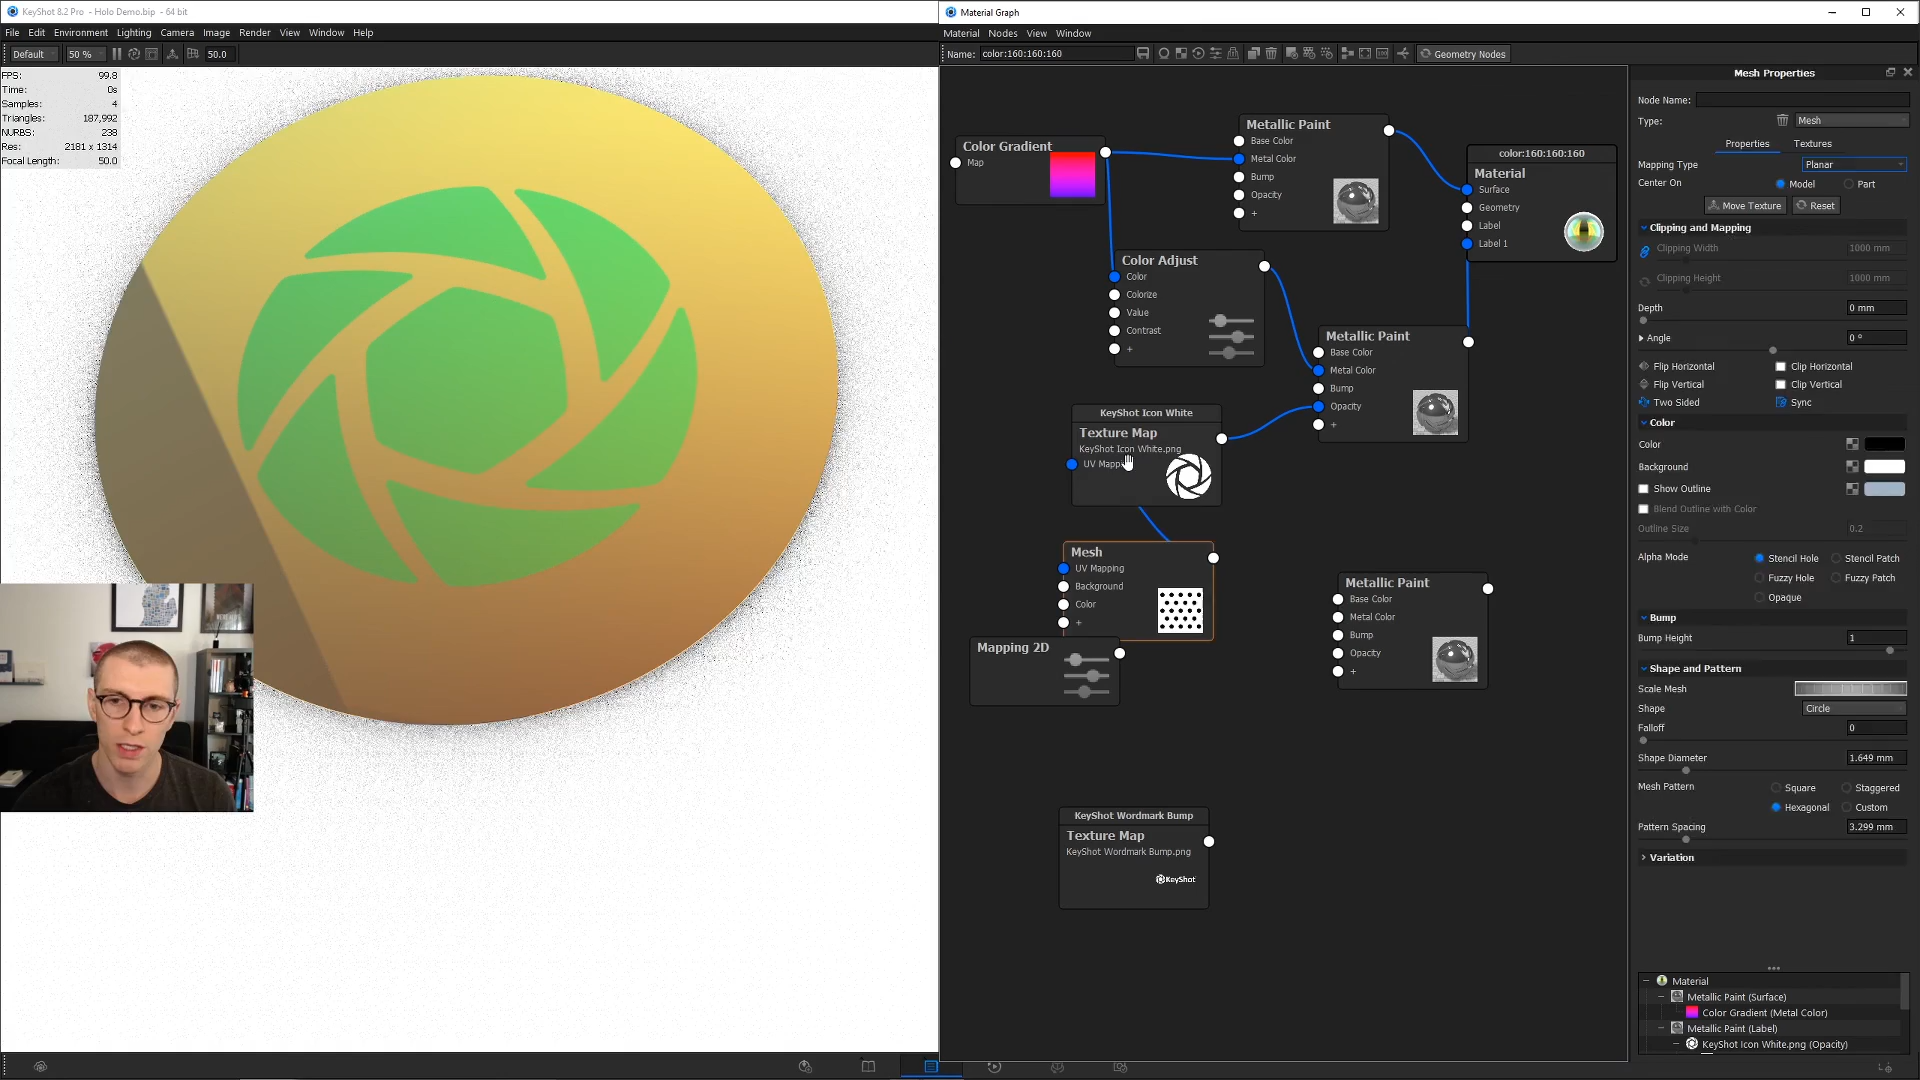 KeyShot 8.2 Pro - Holo Demo.bip - 64 bit
File Edit Environment Lighting Camera Image Render View Window Help
Default 50 % 50.0
FPS: 99.8
Time: 0s
Samples: 4
Triangles: 187,992
NURBS: 238
Res: 2181 x 1314
Focal Length: 50.0
Material Graph
Material Nodes View Window
Name: color:160:160:160 Geometry Nodes
Color Gradient
Map
Metallic Paint
Base Color
Metal Color
Bump
Opacity
+
color:160:160:160
Material
Surface
Geometry
Label
Label 1
Color Adjust
Color
Colorize
Value
Contrast
+
Metallic Paint
Base Color
Metal Color
Bump
Opacity
+
KeyShot Icon White
Texture Map
KeyShot Icon White.png
UV Mapp
Mesh
UV Mapping
Background
Color
+
Mapping 2D
Metallic Paint
Base Color
Metal Color
Bump
Opacity
+
KeyShot Wordmark Bump
Texture Map
KeyShot Wordmark Bump.png
KeyShot
Mesh Properties
Node Name:
Type: Mesh
Properties Textures
Mapping Type Planar
Center On Model Part
Move Texture Reset
Clipping and Mapping
Clipping Width 1000 mm
Clipping Height 1000 mm
Depth 0 mm
Angle 0 °
Flip Horizontal Clip Horizontal
Flip Vertical Clip Vertical
Two Sided Sync
Color
Color
Background
Show Outline
Blend Outline with Color
Outline Size 0.2
Alpha Mode Stencil Hole Stencil Patch
Fuzzy Hole Fuzzy Patch
Opaque
Bump
Bump Height 1
Shape and Pattern
Scale Mesh
Shape Circle
Falloff 0
Shape Diameter 1.649 mm
Mesh Pattern Square Staggered
Hexagonal Custom
Pattern Spacing 3.299 mm
Variation
Material
Metallic Paint (Surface)
Color Gradient (Metal Color)
Metallic Paint (Label)
KeyShot Icon White.png (Opacity)